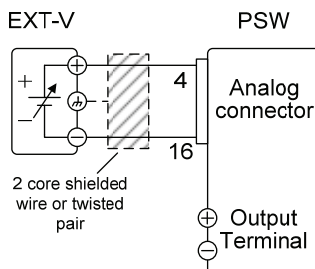 EXT-V
PSW
+
−
+
−
4
16
Analog
connector
2 core shielded
wire or twisted
pair
+
Output
Terminal
−